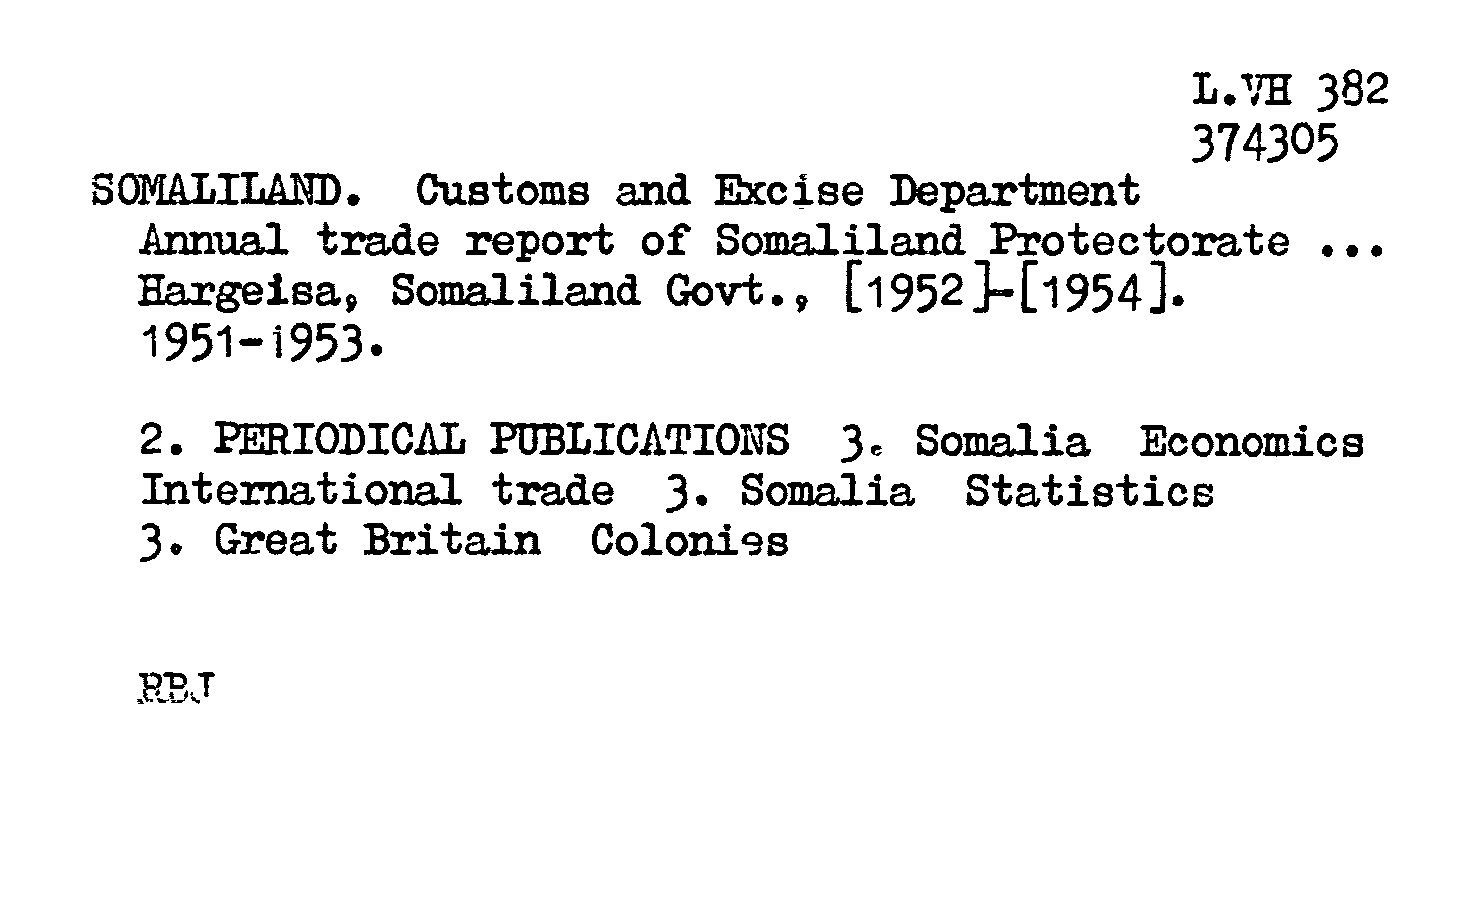 L.VH 382
374305
SOMALILAND. Customs and Excise Department
Annual trade report of Somaliland Protectorate ...
Hargeisa, Somaliland Govt., [1952]-[1954].
1951-1953.
2. PERIODICAL PUBLICATIONS 3. Somalia Economics
International trade 3. Somalia Statistics
3. Great Britain Colonies
RBJ